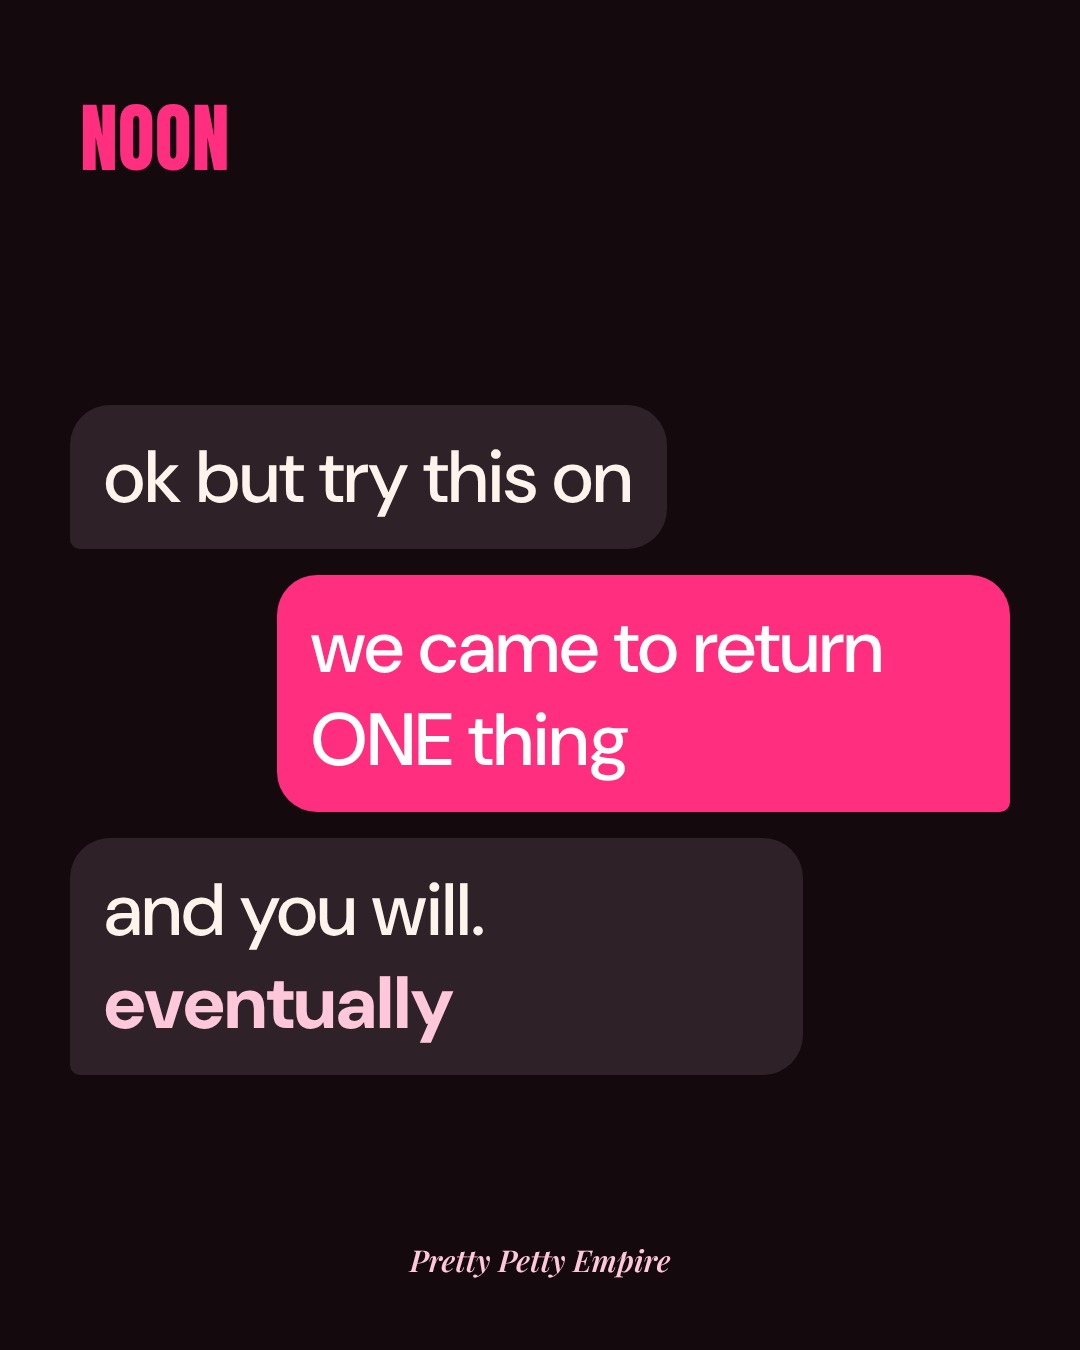 NOON
ok but try this on
we came to return
ONE thing
and you will.
eventually
Pretty Petty Empire